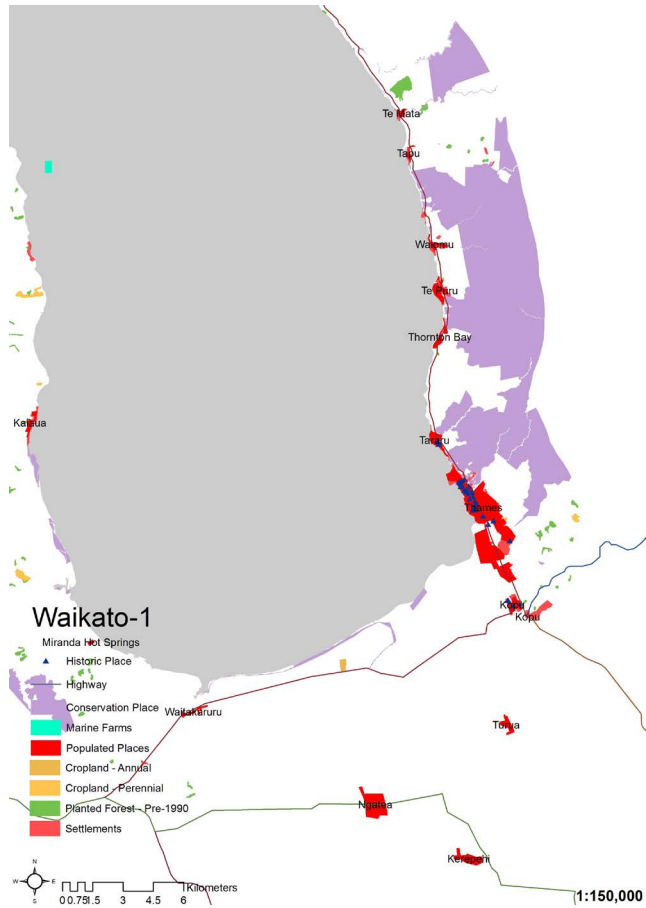 Te Mata
Tapu
Waiomu
Te Puru
Thornton Bay
Kaiaua
Tararu
Thames
Kopu
Kopu
Waitakaruru
Turua
Ngatea
Kerepehi
Waikato-1
Miranda Hot Springs
Historic Place
Highway
Conservation Place
Marine Farms
Populated Places
Cropland - Annual
Cropland - Perennial
Planted Forest - Pre-1990
Settlements
N
W E
S
Kilometers
0 0.75 1.5 3 4.5 6
1:150,000